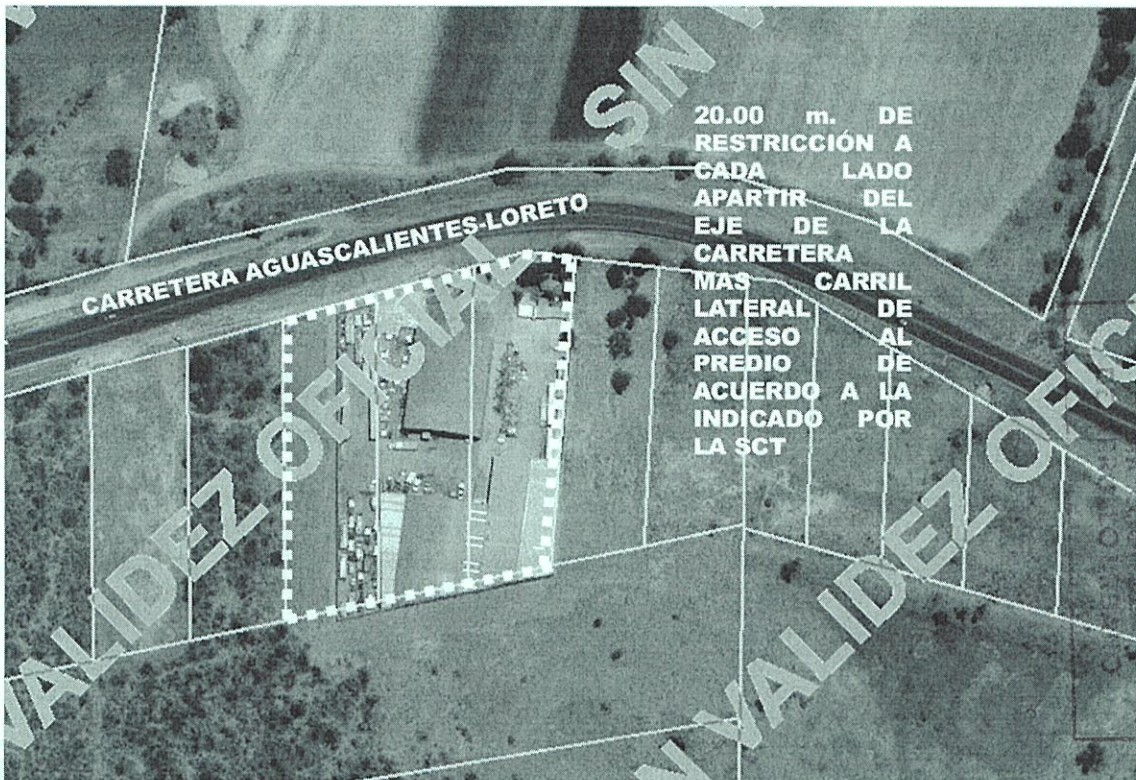 SIN V
20.00 m. DE
RESTRICCIÓN A
CADA LADO
APARTIR DEL
EJE DE LA
CARRETERA
MAS CARRIL
LATERAL DE
ACCESO AL
PREDIO DE
ACUERDO A LA
INDICADO POR
LA SCT
CARRETERA AGUASCALIENTES-LORETO
VALIDEZ OFICIAL
VALIDEZ OFICI